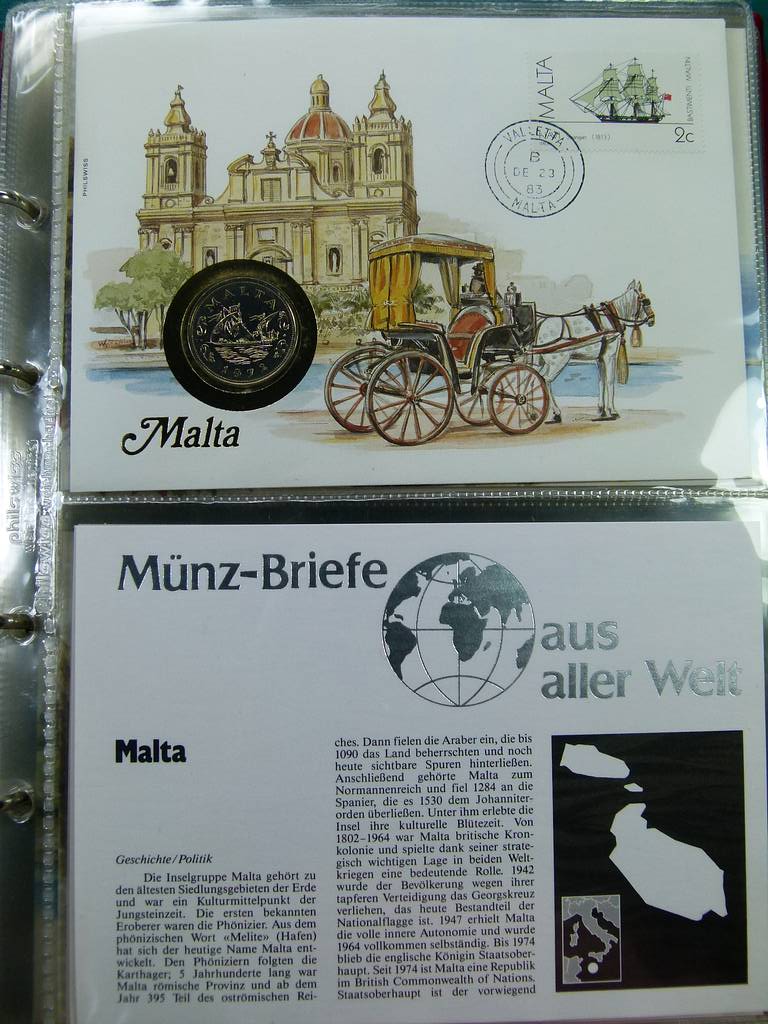 MALTA
BASTIMENTI MALTIN
(1813)
2c
VALLETTA
B
DE 23
83
MALTA
PHILSWISS
MALTA
1972
Malta
philswiss
Münz-Briefe
aus
aller Welt
Malta
Geschichte/Politik
Die Inselgruppe Malta gehört zu
den ältesten Siedlungsgebieten der Erde
und war ein Kulturmittelpunkt der
Jungsteinzeit. Die ersten bekannten
Eroberer waren die Phönizier. Aus dem
phönizischen Wort «Melite» (Hafen)
hat sich der heutige Name Malta ent-
wickelt. Den Phöniziern folgten die
Karthager; 5 Jahrhunderte lang war
Malta römische Provinz und ab dem
Jahr 395 Teil des oströmischen Rei-
ches. Dann fielen die Araber ein, die bis
1090 das Land beherrschten und noch
heute sichtbare Spuren hinterließen.
Anschließend gehörte Malta zum
Normannenreich und fiel 1284 an die
Spanier, die es 1530 dem Johanniter-
orden überließen. Unter ihm erlebte die
Insel ihre kulturelle Blütezeit. Von
1802–1964 war Malta britische Kron-
kolonie und spielte dank seiner strate-
gisch wichtigen Lage in beiden Welt-
kriegen eine bedeutende Rolle. 1942
wurde der Bevölkerung wegen ihrer
tapferen Verteidigung das Georgskreuz
verliehen, das heute Bestandteil der
Nationalflagge ist. 1947 erhielt Malta
die volle innere Autonomie und wurde
1964 vollkommen selbständig. Bis 1974
blieb die englische Königin Staatsober-
haupt. Seit 1974 ist Malta eine Republik
im British Commonwealth of Nations.
Staatsoberhaupt ist der vorwiegend